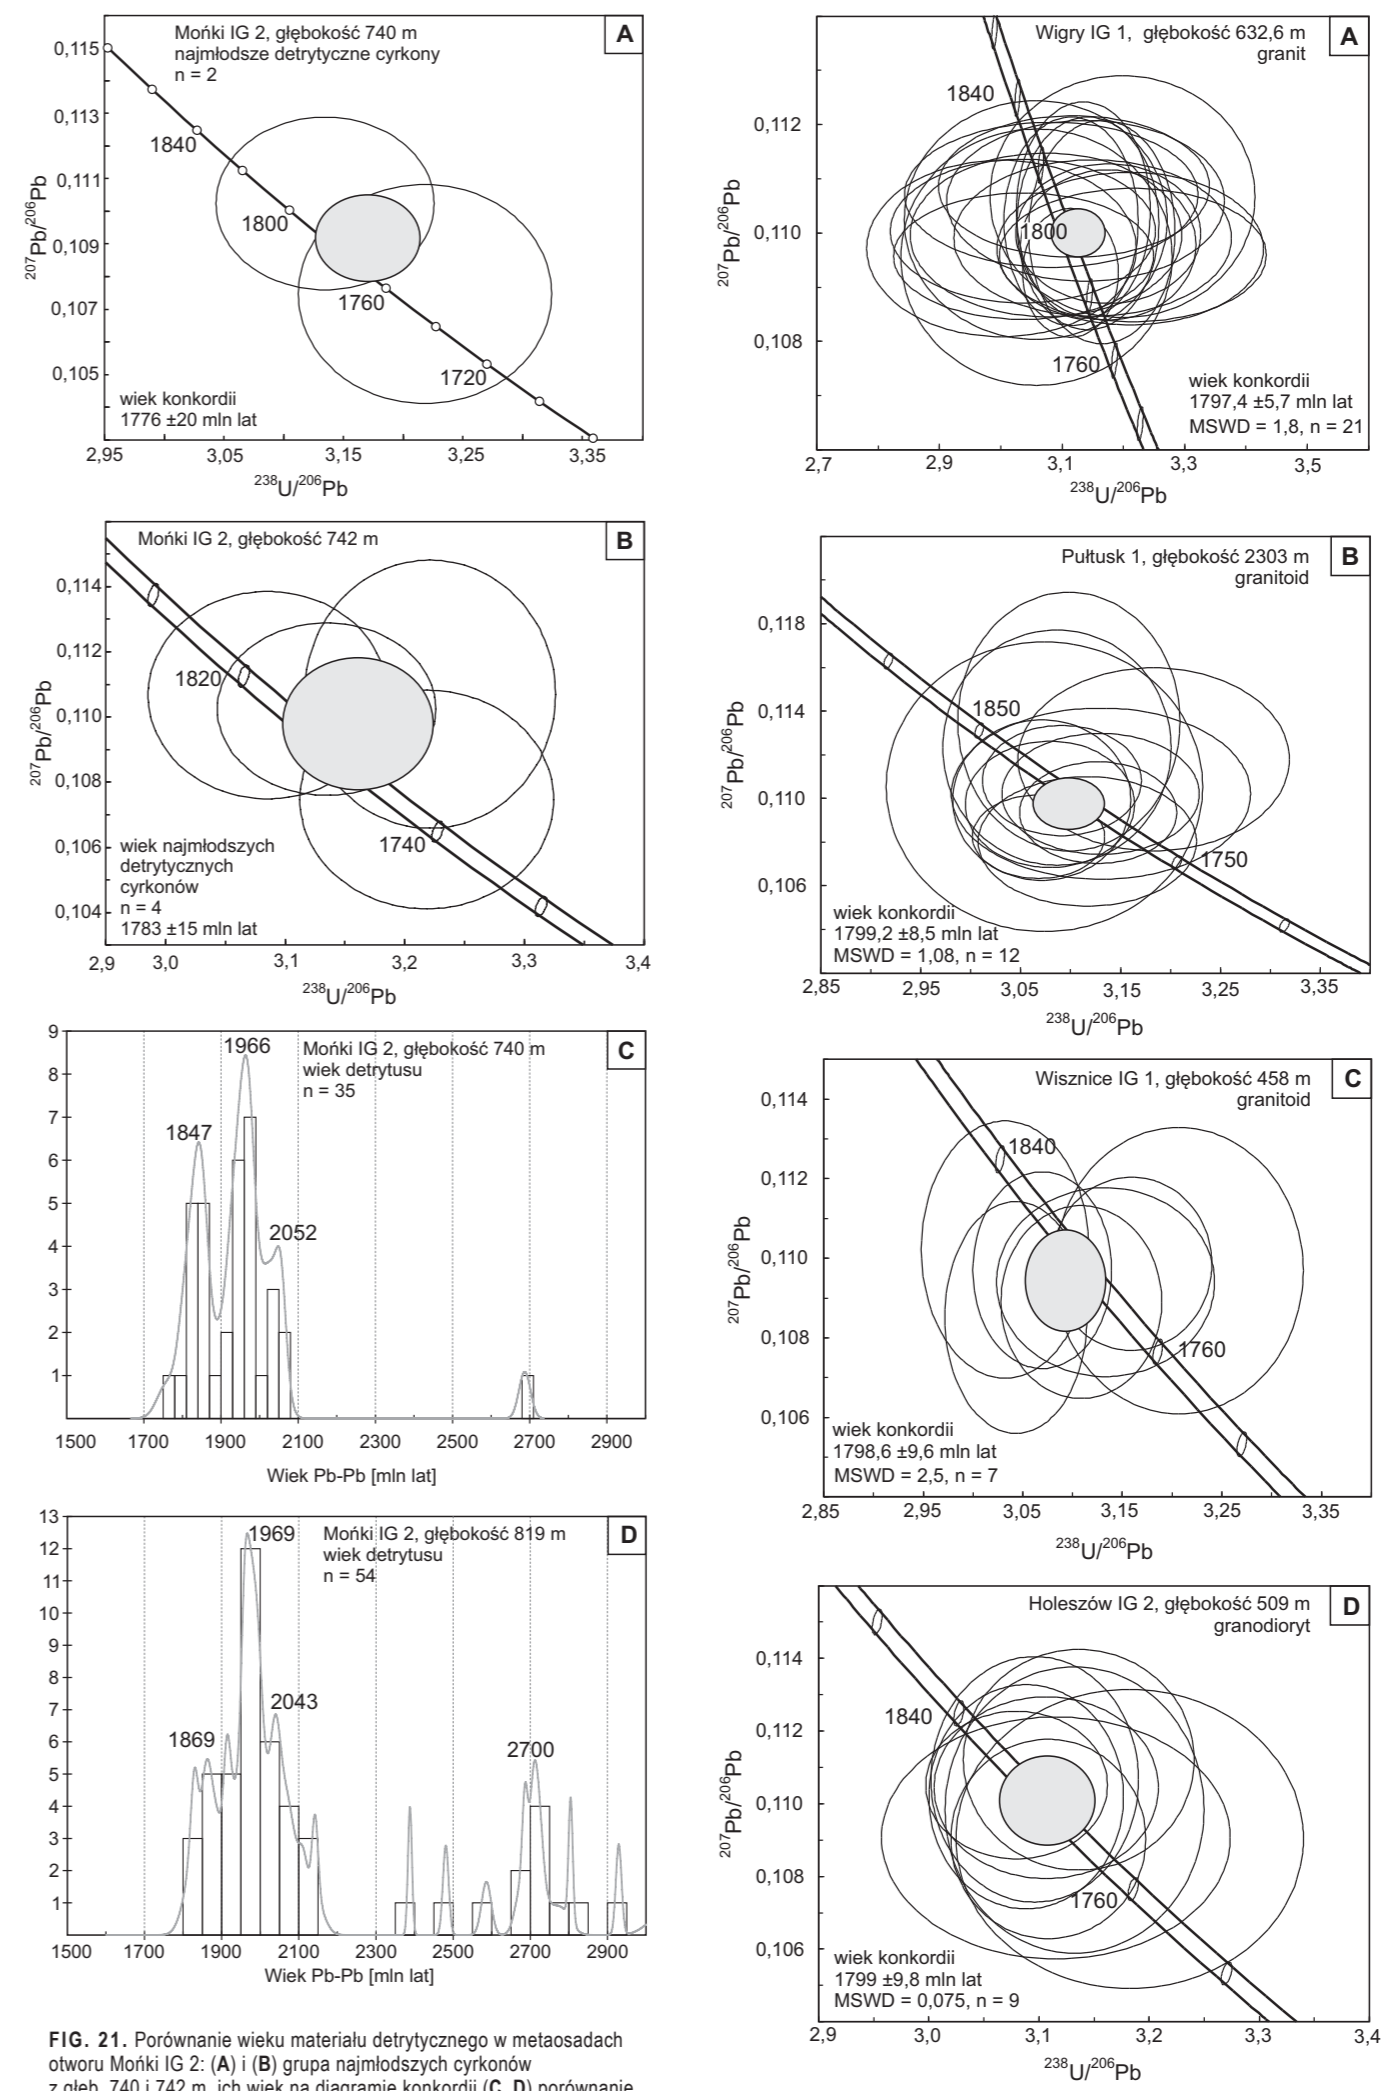 Mońki IG 2, głębokość 740 m
najmłodsze detrytyczne cyrkony
n = 2
A
0,115
0,113
0,111
0,109
0,107
0,105
207Pb/206Pb
1840
1800
1760
1720
wiek konkordii
1776 ±20 mln lat
2,95 3,05 3,15 3,25 3,35
238U/206Pb
Mońki IG 2, głębokość 742 m
B
0,114
0,112
0,110
0,108
0,106
0,104
207Pb/206Pb
1820
1740
wiek najmłodszych
detrytycznych
cyrkonów
n = 4
1783 ±15 mln lat
2,9 3,0 3,1 3,2 3,3 3,4
238U/206Pb
9
8
7
6
5
4
3
2
1
1966
1847
2052
Mońki IG 2, głębokość 740 m
wiek detrytusu
n = 35
C
1500 1700 1900 2100 2300 2500 2700 2900
Wiek Pb-Pb [mln lat]
13
12
11
10
9
8
7
6
5
4
3
2
1
1969
2043
1869
2700
Mońki IG 2, głębokość 819 m
wiek detrytusu
n = 54
D
1500 1700 1900 2100 2300 2500 2700 2900
Wiek Pb-Pb [mln lat]
FIG. 21. Porównanie wieku materiału detrytycznego w metaosadach
otworu Mońki IG 2: (A) i (B) grupa najmłodszych cyrkonów
z głęb. 740 i 742 m, ich wiek na diagramie konkordii (C, D) porównanie
Wigry IG 1, głębokość 632,6 m
granit
A
0,112
0,110
0,108
207Pb/206Pb
1840
1800
1760
wiek konkordii
1797,4 ±5,7 mln lat
MSWD = 1,8, n = 21
2,7 2,9 3,1 3,3 3,5
238U/206Pb
Pułtusk 1, głębokość 2303 m
granitoid
B
0,118
0,114
0,110
0,106
207Pb/206Pb
1850
1750
wiek konkordii
1799,2 ±8,5 mln lat
MSWD = 1,08, n = 12
2,85 2,95 3,05 3,15 3,25 3,35
238U/206Pb
Wisznice IG 1, głębokość 458 m
granitoid
C
0,114
0,112
0,110
0,108
0,106
207Pb/206Pb
1840
1760
wiek konkordii
1798,6 ±9,6 mln lat
MSWD = 2,5, n = 7
2,85 2,95 3,05 3,15 3,25 3,35
238U/206Pb
Holeszów IG 2, głębokość 509 m
granodioryt
D
0,114
0,112
0,110
0,108
0,106
207Pb/206Pb
1840
1760
wiek konkordii
1799 ±9,8 mln lat
MSWD = 0,075, n = 9
2,9 3,0 3,1 3,2 3,3 3,4
238U/206Pb